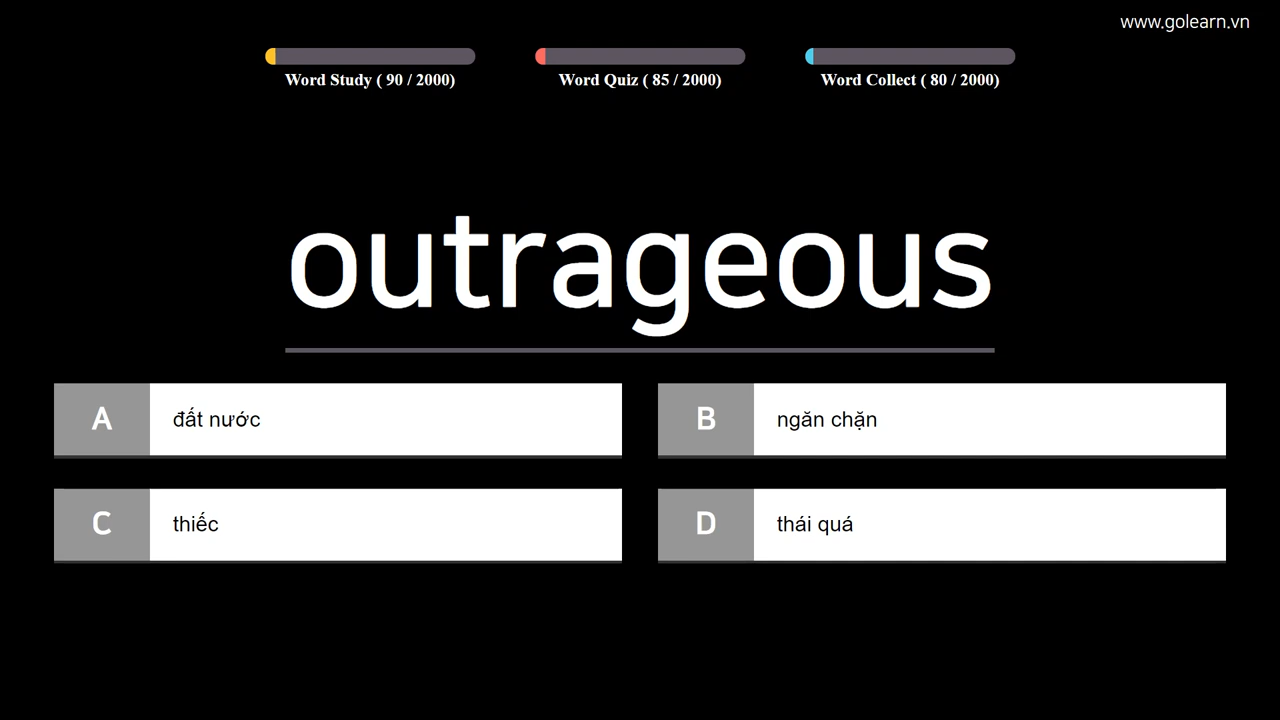 www.golearn.vn
Word Study ( 90 / 2000)
Word Quiz ( 85 / 2000)
Word Collect ( 80 / 2000)
outrageous
A đất nước
B ngăn chặn
C thiếc
D thái quá